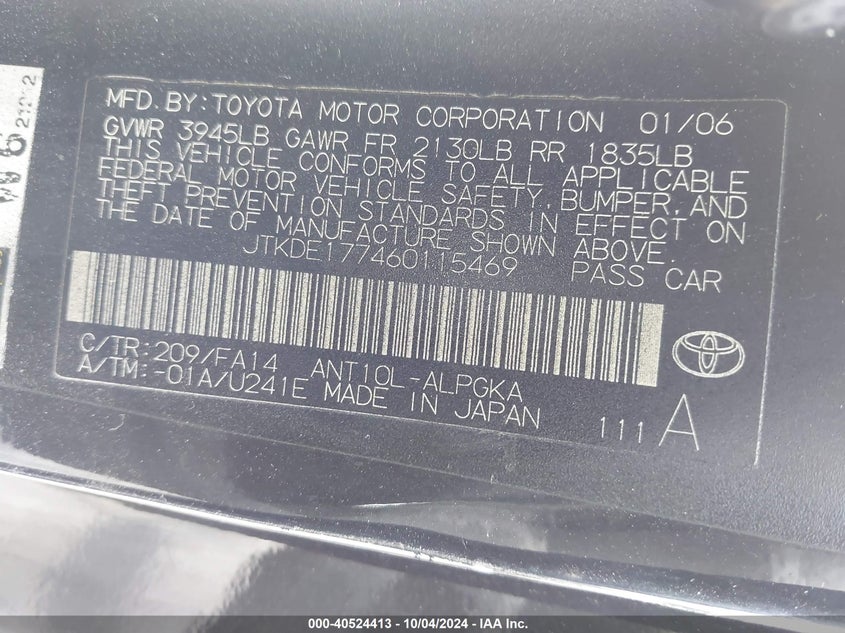 MFD.BY:TOYOTA MOTOR CORPORATION 01/06
GVWR 3945LB GAWR FR 2130LB RR 1835LB
THIS VEHICLE CONFORMS TO ALL APPLICABLE
FEDERAL MOTOR VEHICLE SAFETY,BUMPER,AND
THEFT PREVENTION STANDARDS IN EFFECT ON
THE DATE OF MANUFACTURE SHOWN ABOVE.
JTKDE177460115469 PASS CAR
C/TR:209/FA14 ANT10L-ALPGKA
A/TM:-01A/U241E MADE IN JAPAN
111 A
000-40524413 - 10/04/2024 - IAA Inc.